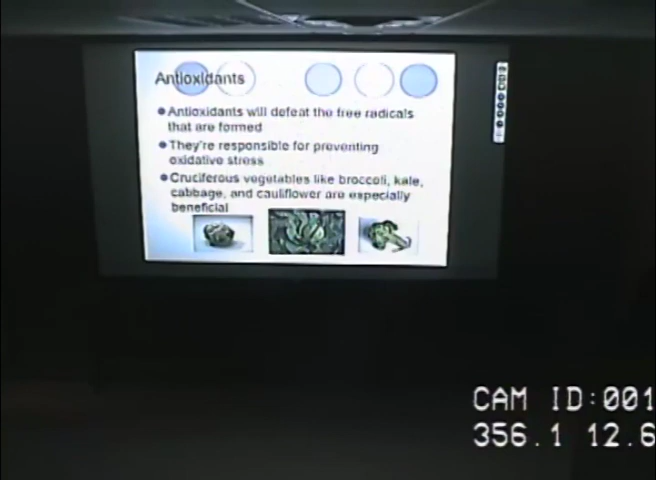 Antioxidants
Antioxidants will defeat the free radicals
that are formed
They're responsible for preventing
oxidative stress
Cruciferous vegetables like broccoli, kale,
cabbage, and cauliflower are especially
beneficial
CAM ID:001
356.1 12.6